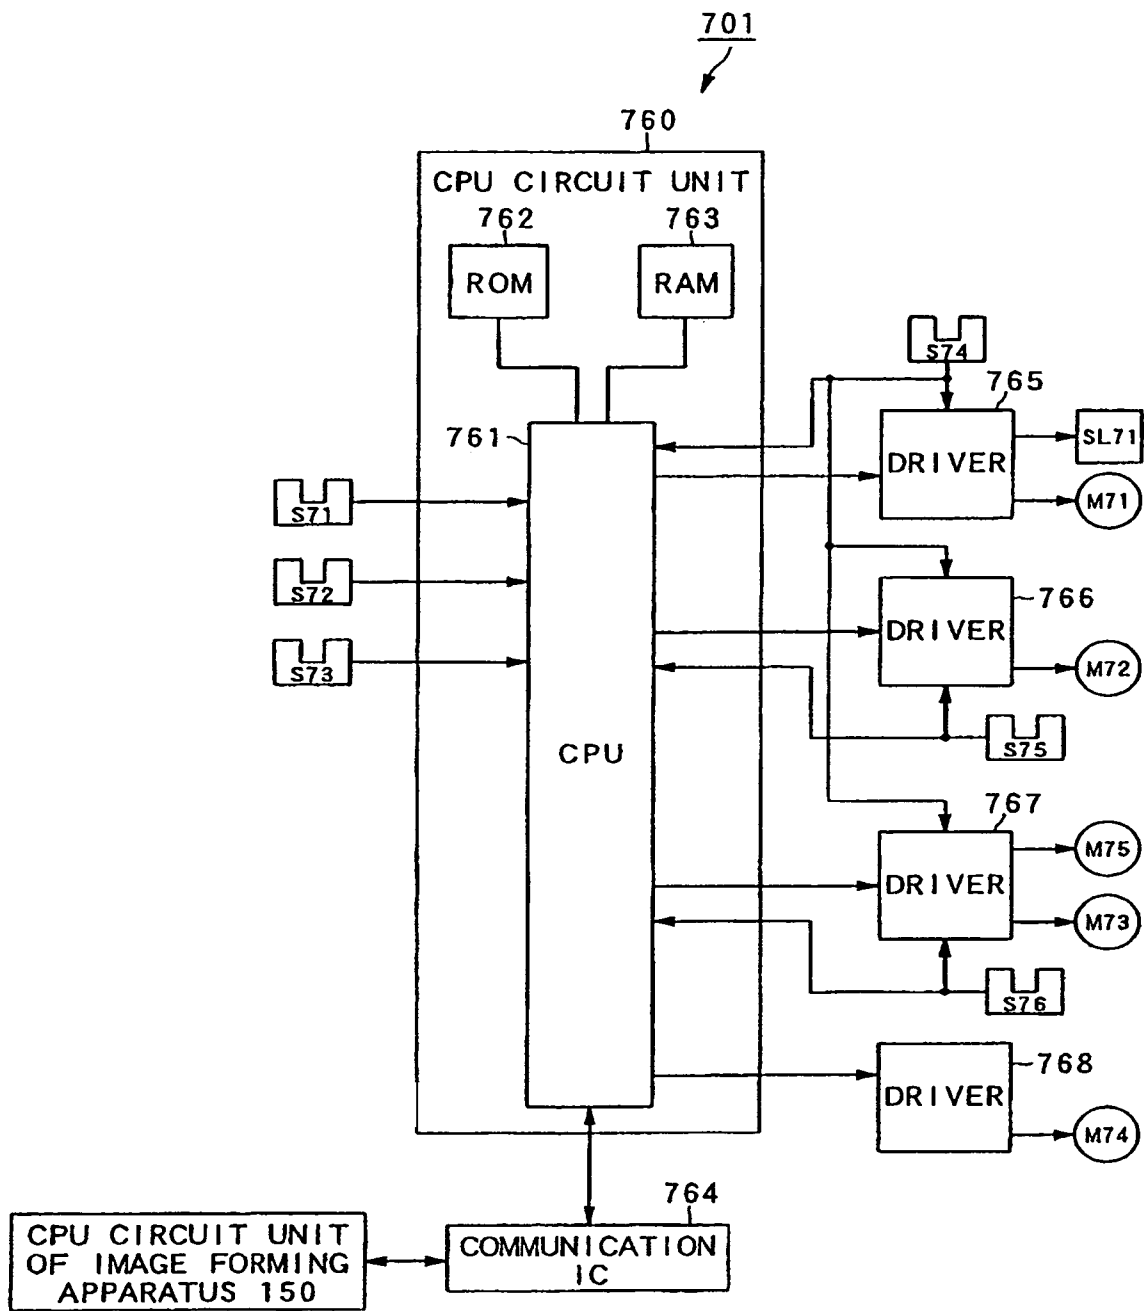 701
760
CPU CIRCUIT UNIT
762
763
ROM
RAM
S74
765
761
DRIVER
SL71
M71
S71
S72
766
DRIVER
S73
M72
S75
CPU
767
M75
DRIVER
M73
S76
768
DRIVER
M74
764
CPU CIRCUIT UNIT
OF IMAGE FORMING
APPARATUS 150
COMMUNICATION
IC